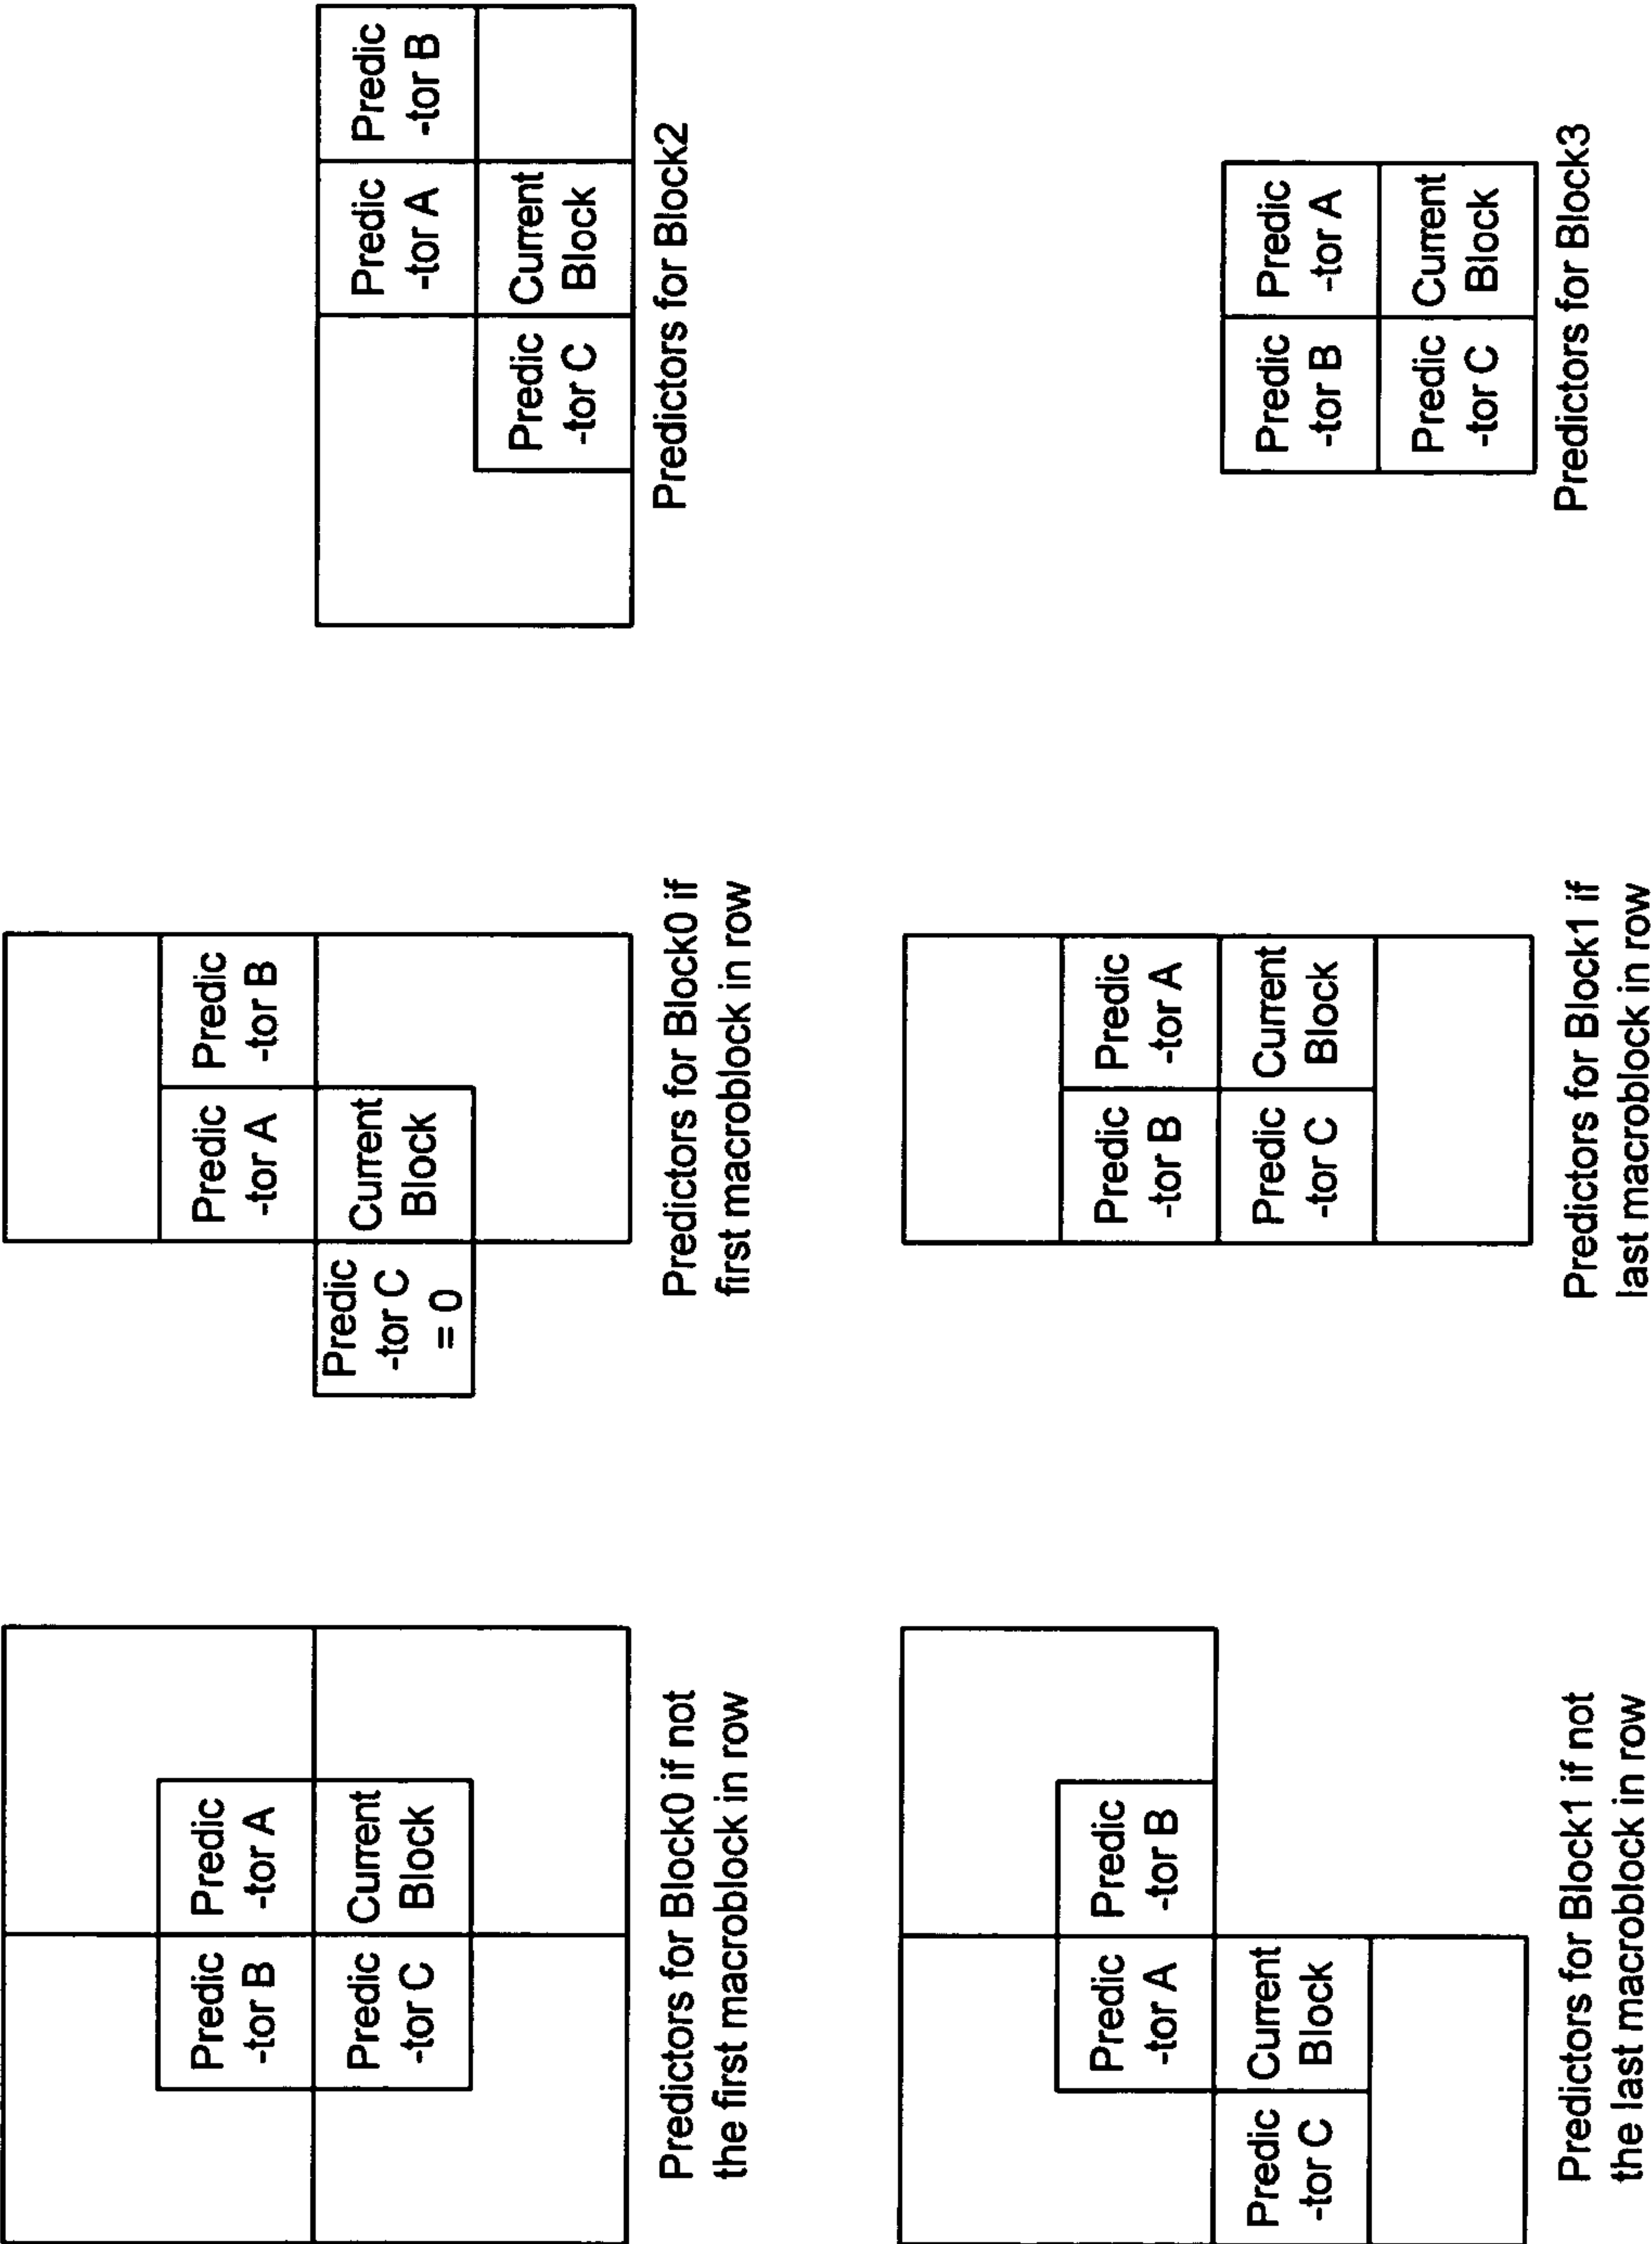 Predic
-tor B
Predic
-tor A
Predic
-tor C
Current
Block
Predictors for Block0 if not
the first macroblock in row
Predic
-tor A
Predic
-tor B
Predic
-tor C
= 0
Current
Block
Predictors for Block0 if
first macroblock in row
Predic
-tor A
Predic
-tor B
Predic
-tor C
Current
Block
Predictors for Block2
Predic
-tor A
Predic
-tor B
Predic
-tor C
Current
Block
Predictors for Block1 if not
the last macroblock in row
Predic
-tor B
Predic
-tor A
Predic
-tor C
Current
Block
Predictors for Block1 if
last macroblock in row
Predic
-tor B
Predic
-tor A
Predic
-tor C
Current
Block
Predictors for Block3